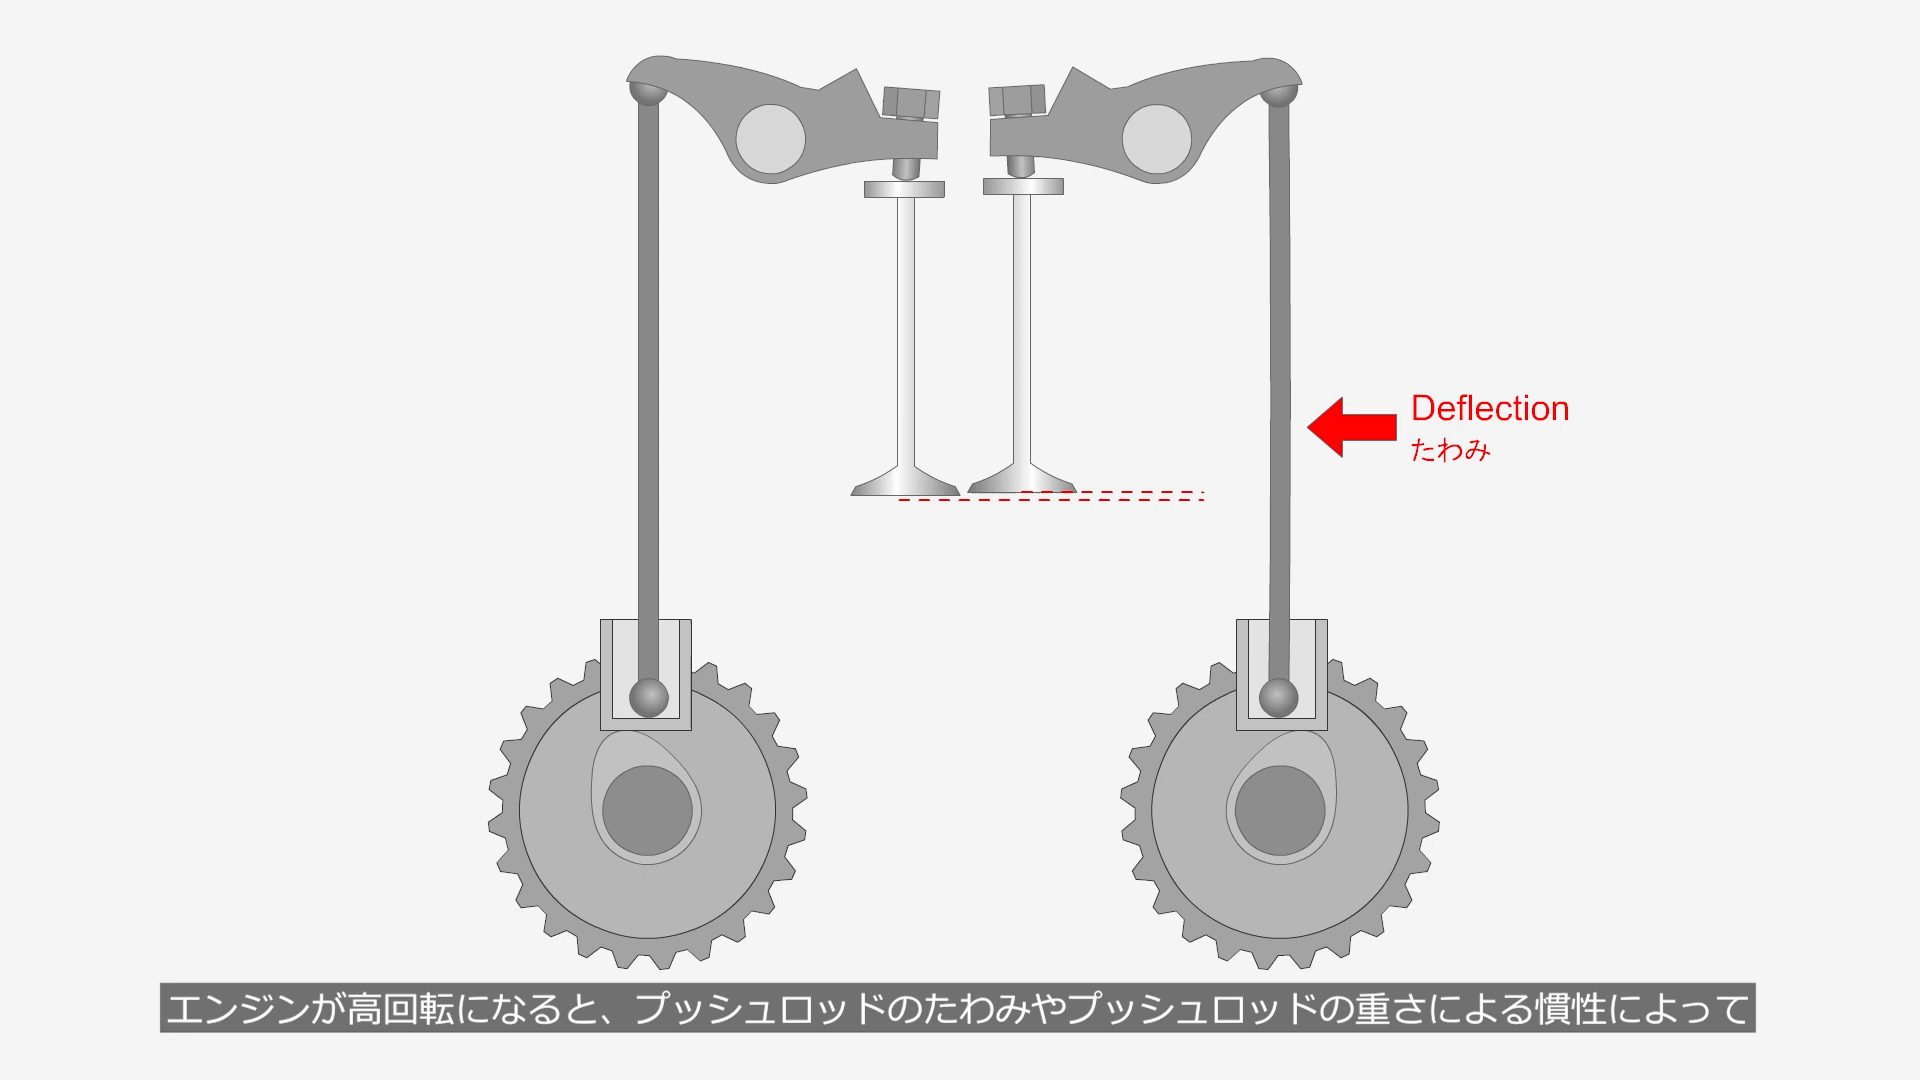 Deflection
たわみ
エンジンが高回転になると、プッシュロッドのたわみやプッシュロッドの重さによる慣性によって